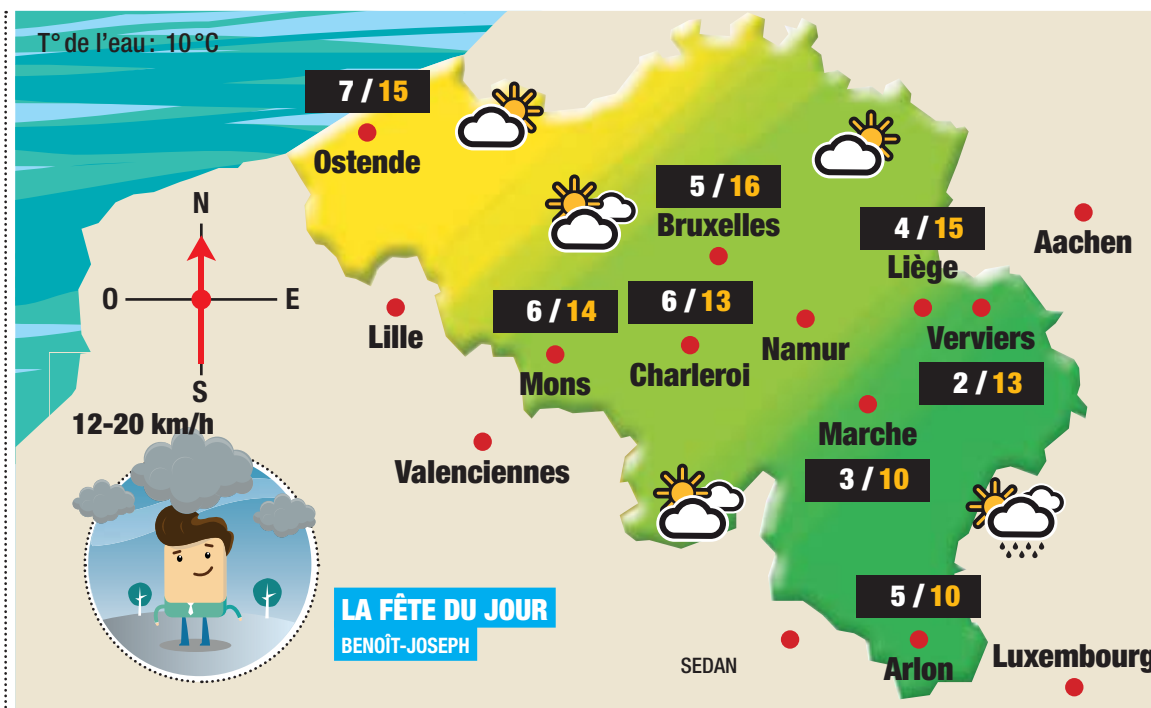 T° de l'eau : 10 °C
7 / 15
Ostende
5 / 16
Bruxelles
4 / 15
Liège
Aachen
N
O
E
S
12-20 km/h
Lille
6 / 14
Mons
6 / 13
Charleroi
Namur
Verviers
2 / 13
Marche
3 / 10
Valenciennes
5 / 10
Arlon
Luxembourg
SEDAN
LA FÊTE DU JOUR
BENOÎT-JOSEPH